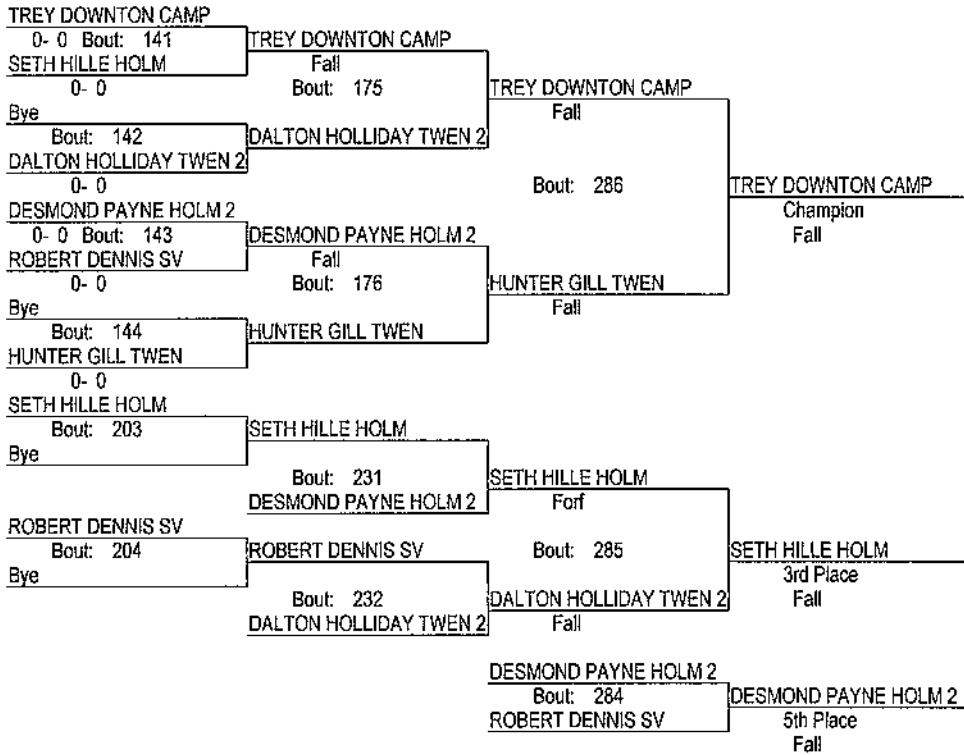 TREY DOWNTON CAMP
0- 0 Bout: 141
SETH HILLE HOLM
0- 0
Bye
Bout: 142
DALTON HOLLIDAY TWEN 2
0- 0
DESMOND PAYNE HOLM 2
0- 0 Bout: 143
ROBERT DENNIS SV
0- 0
Bye
Bout: 144
HUNTER GILL TWEN
0- 0
SETH HILLE HOLM
Bout: 203
Bye
ROBERT DENNIS SV
Bout: 204
Bye
TREY DOWNTON CAMP
Fall
Bout: 175
DALTON HOLLIDAY TWEN 2
DESMOND PAYNE HOLM 2
Fall
Bout: 176
HUNTER GILL TWEN
SETH HILLE HOLM
Bout: 231
DESMOND PAYNE HOLM 2
ROBERT DENNIS SV
Bout: 232
DALTON HOLLIDAY TWEN 2
TREY DOWNTON CAMP
Fall
Bout: 286
HUNTER GILL TWEN
Fall
SETH HILLE HOLM
Forf
Bout: 285
DALTON HOLLIDAY TWEN 2
Fall
DESMOND PAYNE HOLM 2
Bout: 284
ROBERT DENNIS SV
TREY DOWNTON CAMP
Champion
Fall
SETH HILLE HOLM
3rd Place
Fall
DESMOND PAYNE HOLM 2
5th Place
Fall